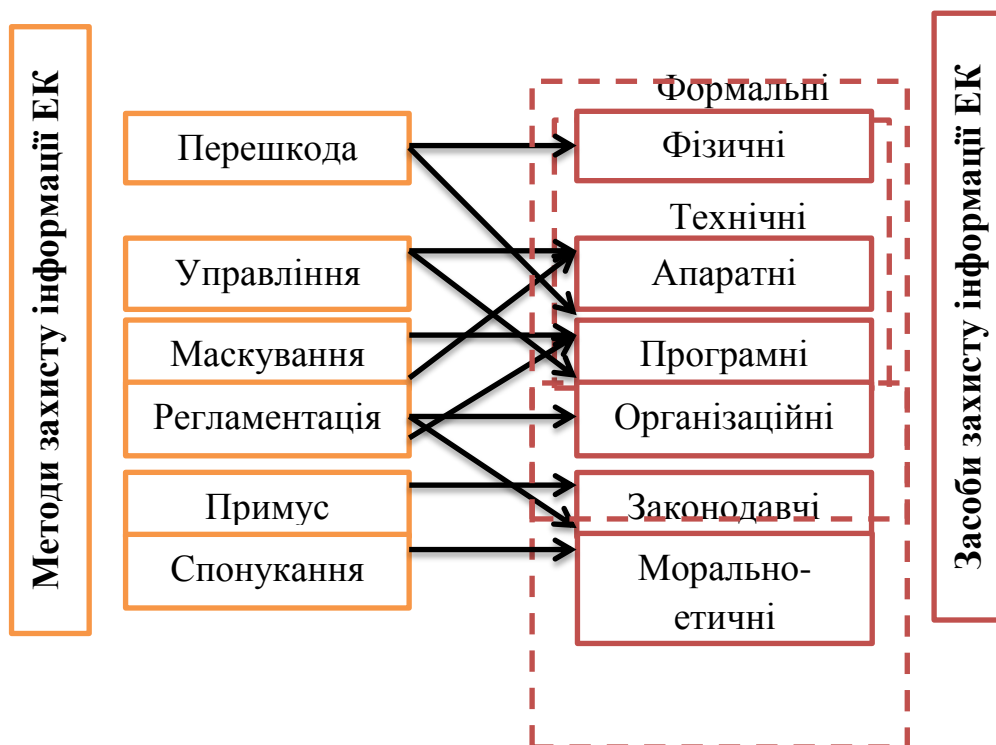 Методи захисту інформації ЕК
Перешкода
Управління
Маскування
Регламентація
Примус
Спонукання
Формальні
Фізичні
Технічні
Апаратні
Програмні
Організаційні
Законодавчі
Морально-
етичні
Засоби захисту інформації ЕК